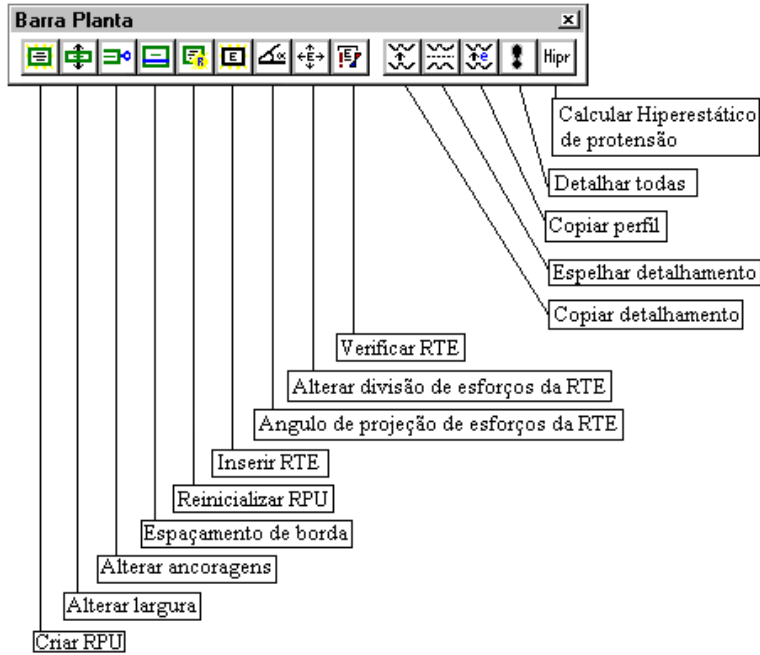 Barra Planta
Hipr
Calcular Hiperestático
de protensão
Detalhar todas
Copiar perfil
Espelhar detalhamento
Copiar detalhamento
Verificar RTE
Alterar divisão de esforços da RTE
Angulo de projeção de esforços da RTE
Inserir RTE
Reinicializar RPU
Espaçamento de borda
Alterar ancoragens
Alterar largura
Criar RPU